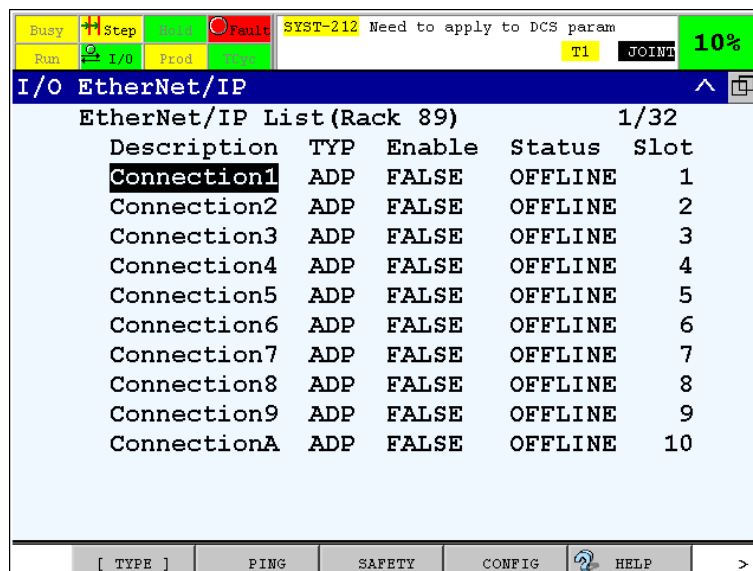 Busy Step Hold Fault SYST-212 Need to apply to DCS param
Run I/O Prod TCyc T1 JOINT 10%
I/O EtherNet/IP
EtherNet/IP List(Rack 89) 1/32
Description TYP Enable Status Slot
Connection1 ADP FALSE OFFLINE 1
Connection2 ADP FALSE OFFLINE 2
Connection3 ADP FALSE OFFLINE 3
Connection4 ADP FALSE OFFLINE 4
Connection5 ADP FALSE OFFLINE 5
Connection6 ADP FALSE OFFLINE 6
Connection7 ADP FALSE OFFLINE 7
Connection8 ADP FALSE OFFLINE 8
Connection9 ADP FALSE OFFLINE 9
ConnectionA ADP FALSE OFFLINE 10
[ TYPE ] PING SAFETY CONFIG HELP >